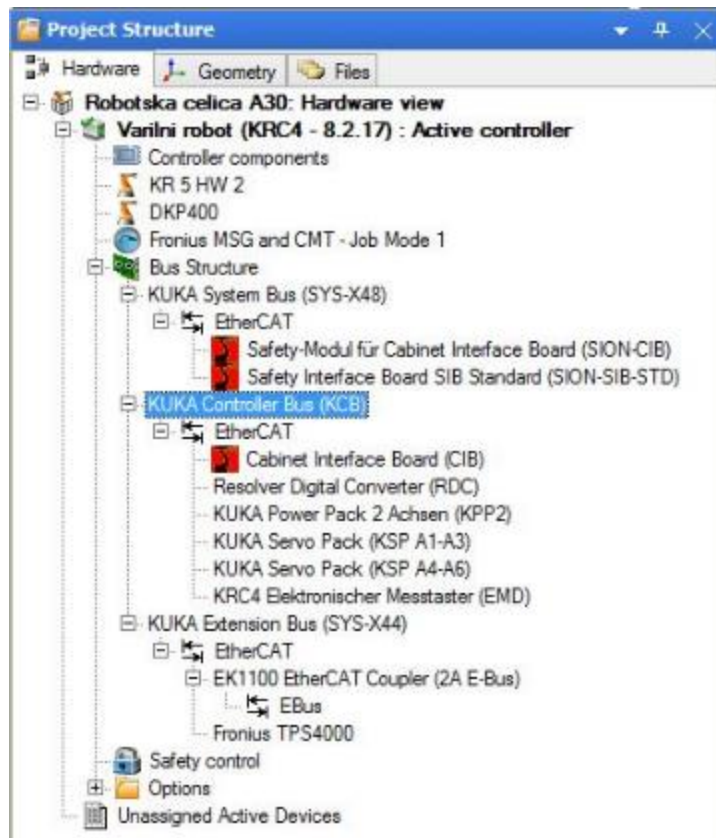 Project Structure
Hardware Geometry Files
Robotska celica A30: Hardware view
Varilni robot (KRC4 - 8.2.17) : Active controller
Controller components
KR 5 HW 2
DKP400
Fronius MSG and CMT - Job Mode 1
Bus Structure
KUKA System Bus (SYS-X48)
EtherCAT
Safety-Modul für Cabinet Interface Board (SION-CIB)
Safety Interface Board SIB Standard (SION-SIB-STD)
KUKA Controller Bus (KCB)
EtherCAT
Cabinet Interface Board (CIB)
Resolver Digital Converter (RDC)
KUKA Power Pack 2 Achsen (KPP2)
KUKA Servo Pack (KSP A1-A3)
KUKA Servo Pack (KSP A4-A6)
KRC4 Elektronischer Messtaster (EMD)
KUKA Extension Bus (SYS-X44)
EtherCAT
EK1100 EtherCAT Coupler (2A E-Bus)
EBus
Fronius TPS4000
Safety control
Options
Unassigned Active Devices